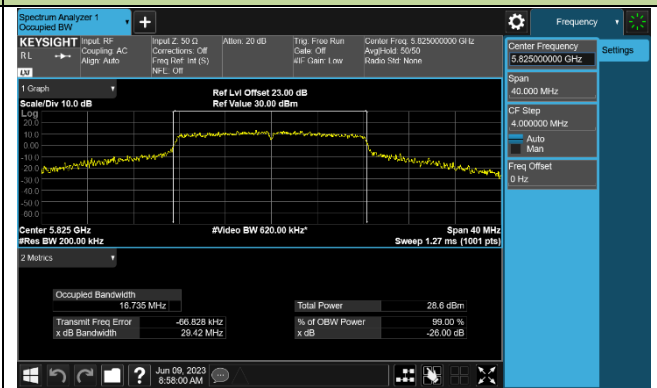 Spectrum Analyzer 1
Occupied BW
Frequency
KEYSIGHT
Input: RF
Coupling: AC
Align: Auto
Input Z: 50 Ω
Corrections: Off
Freq Ref: Int (S)
NFE: Off
Atten: 20 dB
Trig: Free Run
Gate: Off
#IF Gain: Low
Center Freq: 5.825000000 GHz
Avg|Hold: 50/50
Radio Std: None
RL
LXI
Center Frequency
5.825000000 GHz
Settings
Span
40.000 MHz
CF Step
4.000000 MHz
Auto
Man
Freq Offset
0 Hz
1 Graph
Scale/Div 10.0 dB
Ref Lvl Offset 23.00 dB
Ref Value 30.00 dBm
Log
20.0
10.0
0.00
-10.0
-20.0
-30.0
-40.0
-50.0
-60.0
Center 5.825 GHz
#Res BW 200.00 kHz
#Video BW 620.00 kHz*
Span 40 MHz
Sweep 1.27 ms (1001 pts)
2 Metrics
Occupied Bandwidth
16.735 MHz
Total Power 28.6 dBm
Transmit Freq Error -66.828 kHz
% of OBW Power 99.00 %
x dB Bandwidth 29.42 MHz
x dB -26.00 dB
?
Jun 09, 2023
8:58:00 AM